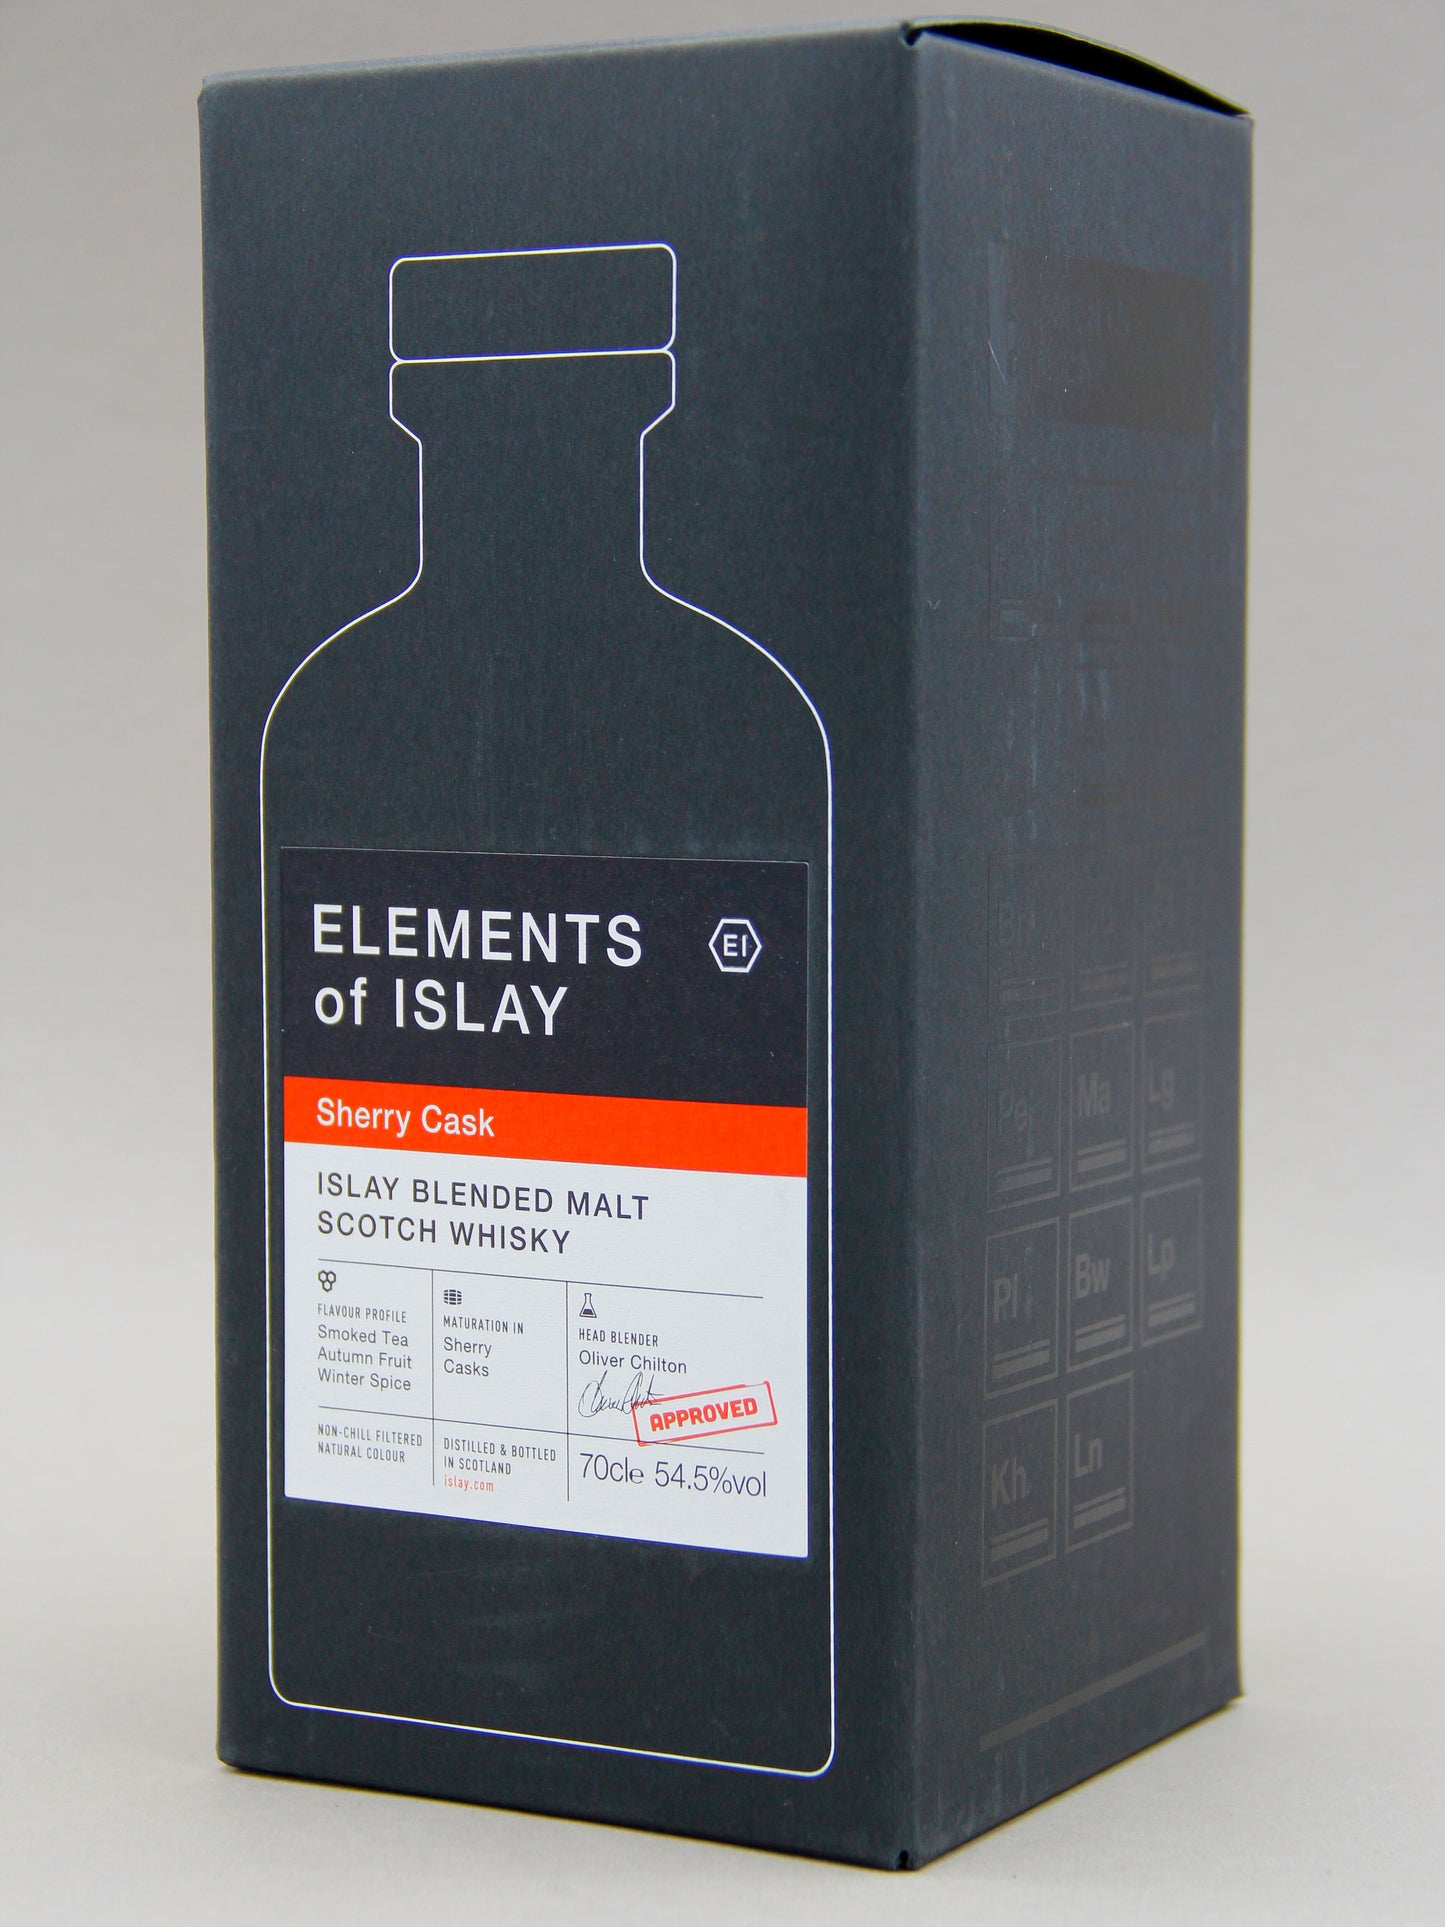 ELEMENTS
of ISLAY
EI
Sherry Cask
ISLAY BLENDED MALT
SCOTCH WHISKY
FLAVOUR PROFILE
Smoked Tea
Autumn Fruit
Winter Spice
MATURATION IN
Sherry
Casks
HEAD BLENDER
Oliver Chilton
APPROVED
NON-CHILL FILTERED
NATURAL COLOUR
DISTILLED & BOTTLED
IN SCOTLAND
islay.com
70cle 54.5%vol
Pe Ma Lg
Pl Bw Lp
Kh Ln